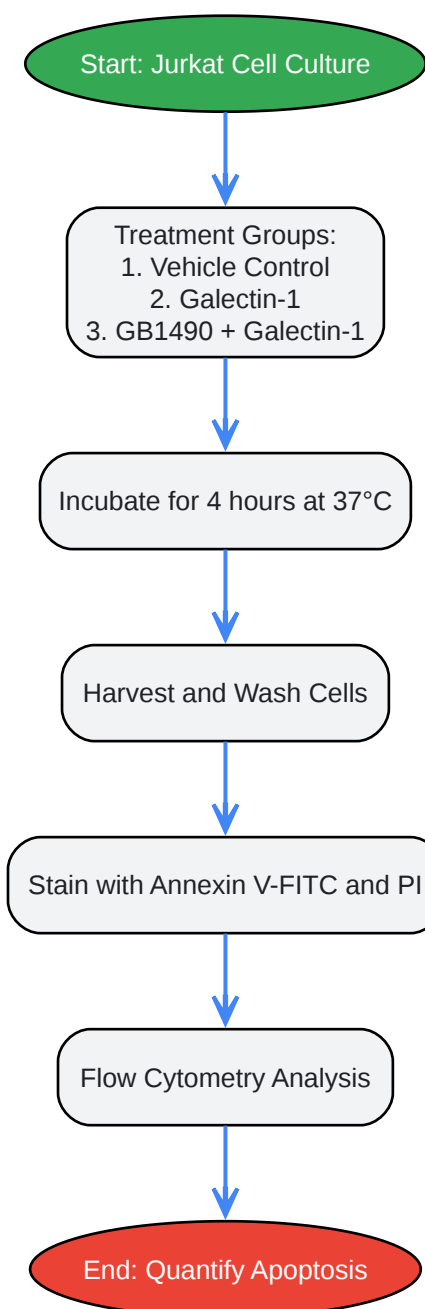 Start: Jurkat Cell Culture
Treatment Groups:
1. Vehicle Control
2. Galectin-1
3. GB1490 + Galectin-1
Incubate for 4 hours at 37°C
Harvest and Wash Cells
Stain with Annexin V-FITC and PI
Flow Cytometry Analysis
End: Quantify Apoptosis